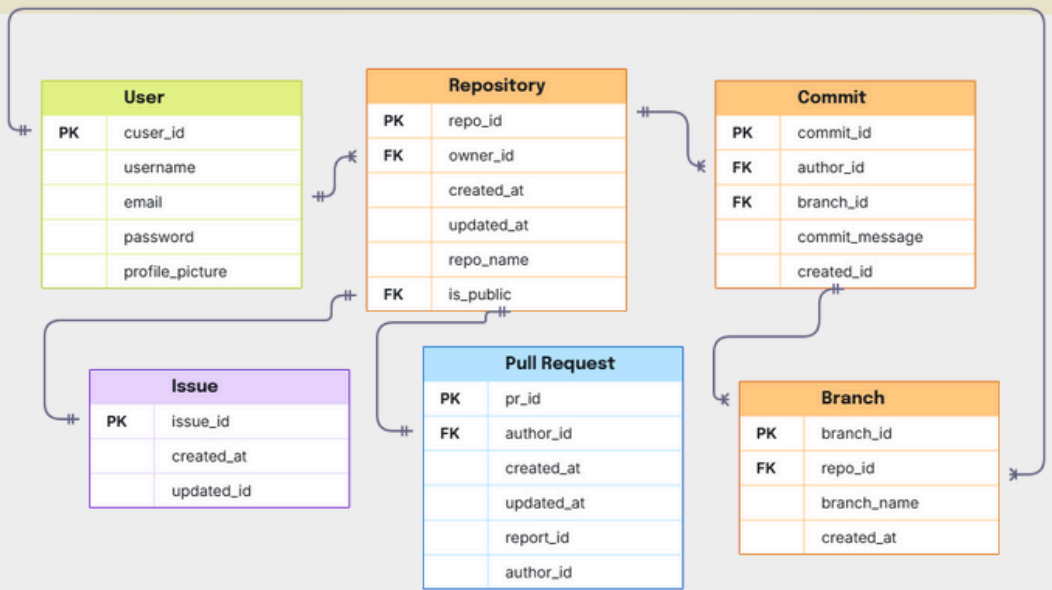 User
PK cuser_id
username
email
password
profile_picture
Repository
PK repo_id
FK owner_id
created_at
updated_at
repo_name
FK is_public
Commit
PK commit_id
FK author_id
FK branch_id
commit_message
created_id
Issue
PK issue_id
created_at
updated_id
Pull Request
PK pr_id
FK author_id
created_at
updated_at
report_id
author_id
Branch
PK branch_id
FK repo_id
branch_name
created_at